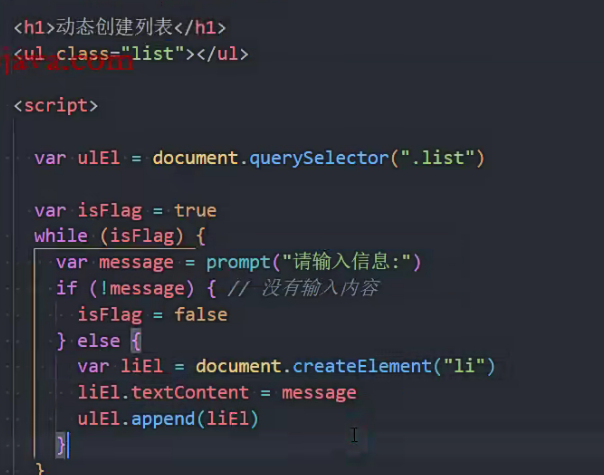 <h1>动态创建列表</h1>
<ul class="list"></ul>
javz.com
<script>
var ulEl = document.querySelector(".list")
var isFlag = true
while (isFlag) {
var message = prompt("请输入信息:")
if (!message) { // 没有输入内容
isFlag = false
} else {
var liEl = document.createElement("li")
liEl.textContent = message
ulEl.append(liEl)
}
}